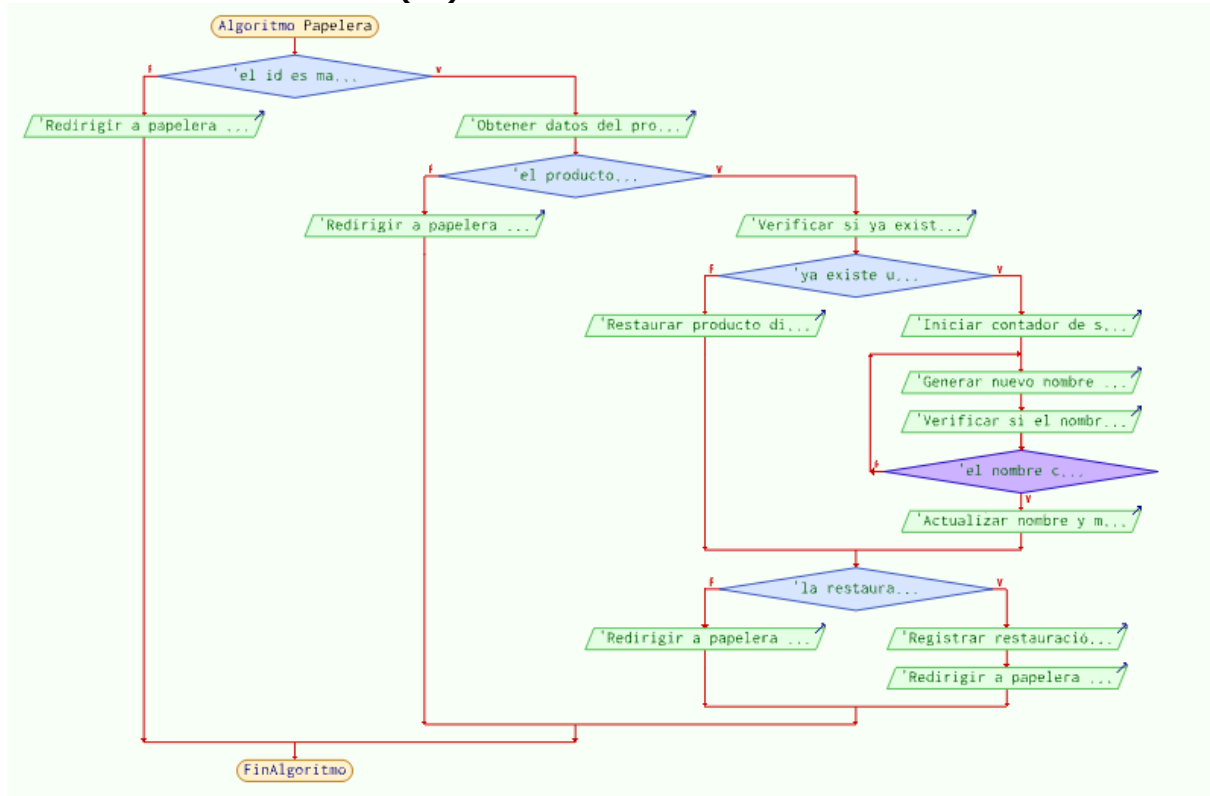 Algoritmo Papelera
'el id es ma...
F
V
'Redirigir a papelera ...
'Obtener datos del pro...
'el producto...
F
V
'Redirigir a papelera ...
'Verificar si ya exist...
'ya existe u...
F
V
'Restaurar producto di...
'Iniciar contador de s...
'Generar nuevo nombre ...
'Verificar si el nombr...
'el nombre c...
F
V
'Actualizar nombre y m...
'la restaura...
F
V
'Redirigir a papelera ...
'Registrar restauració...
'Redirigir a papelera ...
FinAlgoritmo